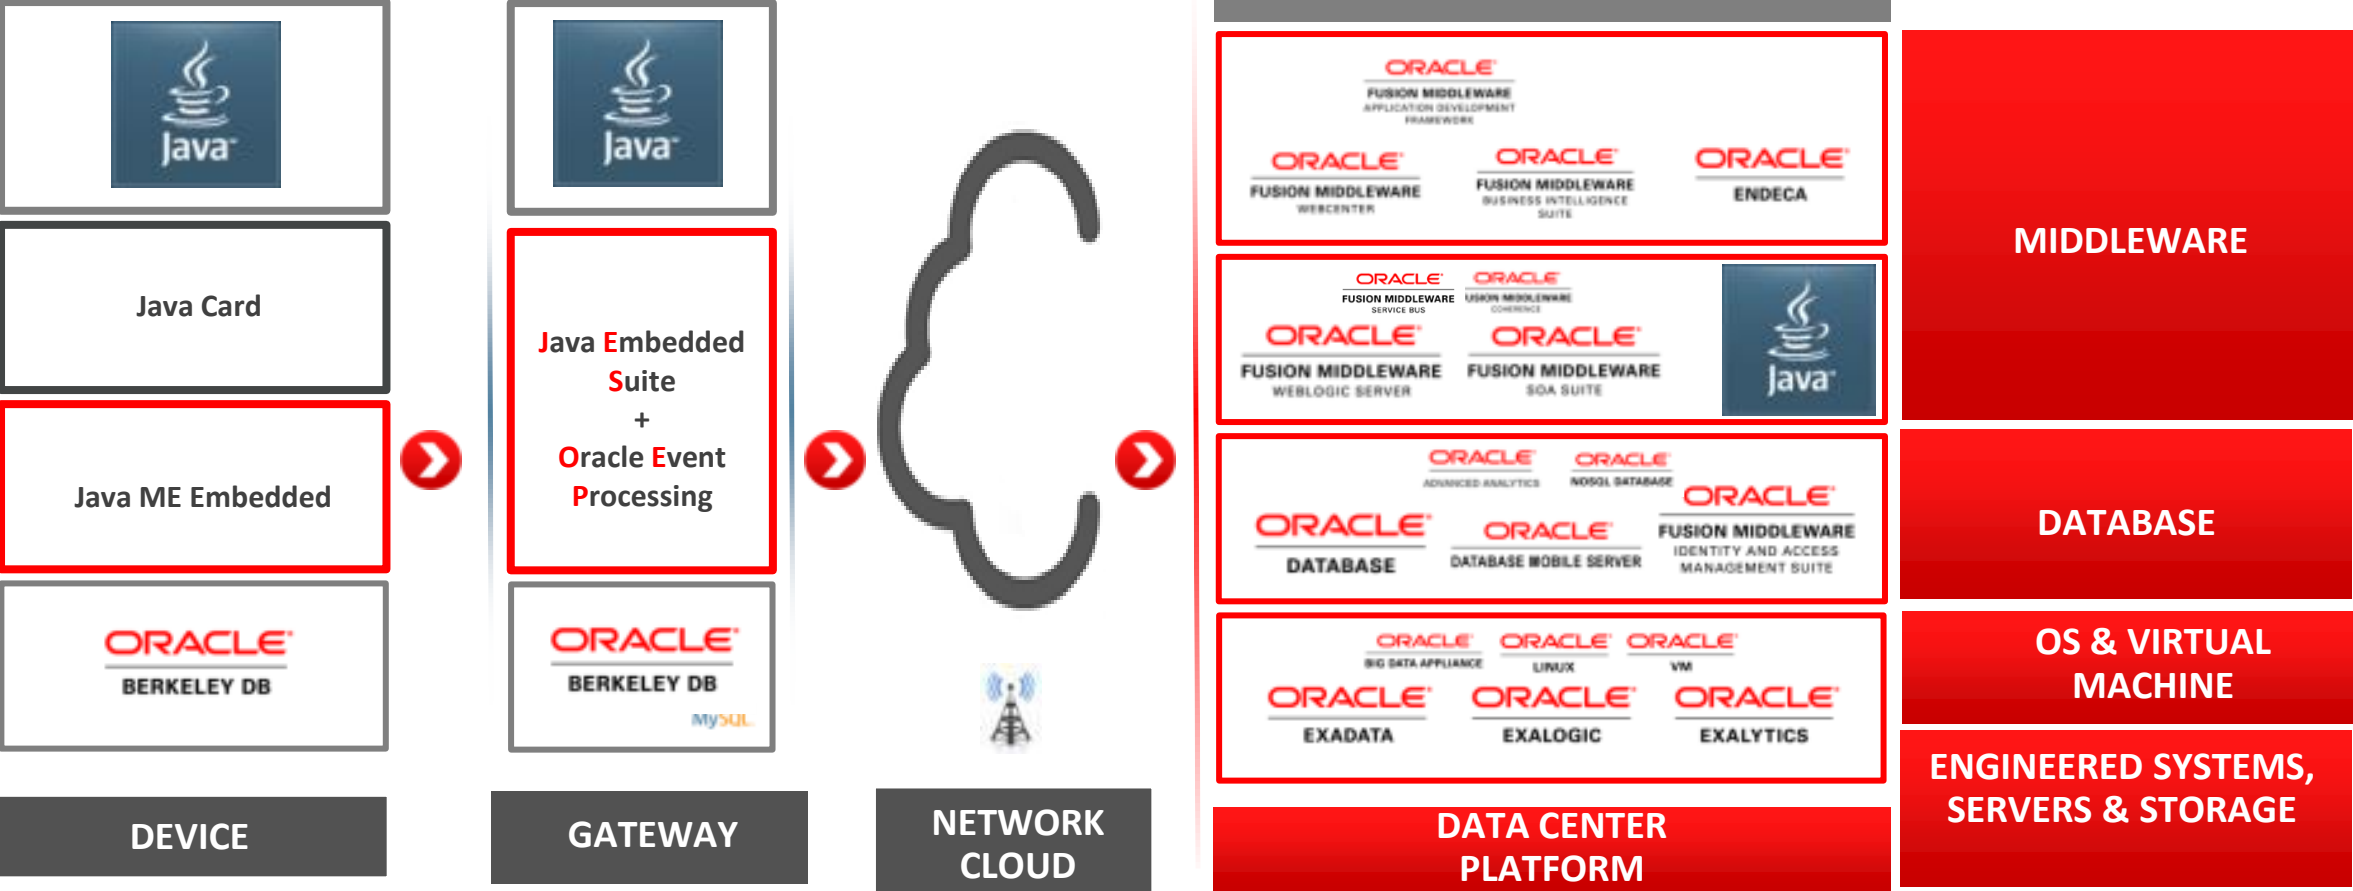 Java
Java Card
Java ME Embedded
ORACLE
BERKELEY DB
DEVICE
Java
Java Embedded
Suite
+
Oracle Event
Processing
ORACLE
BERKELEY DB
MySQL
GATEWAY
NETWORK
CLOUD
ORACLE
FUSION MIDDLEWARE
APPLICATION DEVELOPMENT
FRAMEWORK
ORACLE
FUSION MIDDLEWARE
WEBCENTER
ORACLE
FUSION MIDDLEWARE
BUSINESS INTELLIGENCE
SUITE
ORACLE
ENDECA
ORACLE
FUSION MIDDLEWARE
SERVICE BUS
ORACLE
USION MIDDLEWARE
COHERENCE
ORACLE
FUSION MIDDLEWARE
WEBLOGIC SERVER
ORACLE
FUSION MIDDLEWARE
SOA SUITE
Java
ORACLE
ADVANCED ANALYTICS
ORACLE
NOSQL DATABASE
ORACLE
DATABASE
ORACLE
DATABASE MOBILE SERVER
ORACLE
FUSION MIDDLEWARE
IDENTITY AND ACCESS
MANAGEMENT SUITE
ORACLE
BIG DATA APPLIANCE
ORACLE
LINUX
ORACLE
VM
ORACLE
EXADATA
ORACLE
EXALOGIC
ORACLE
EXALYTICS
DATA CENTER
PLATFORM
MIDDLEWARE
DATABASE
OS & VIRTUAL
MACHINE
ENGINEERED SYSTEMS,
SERVERS & STORAGE